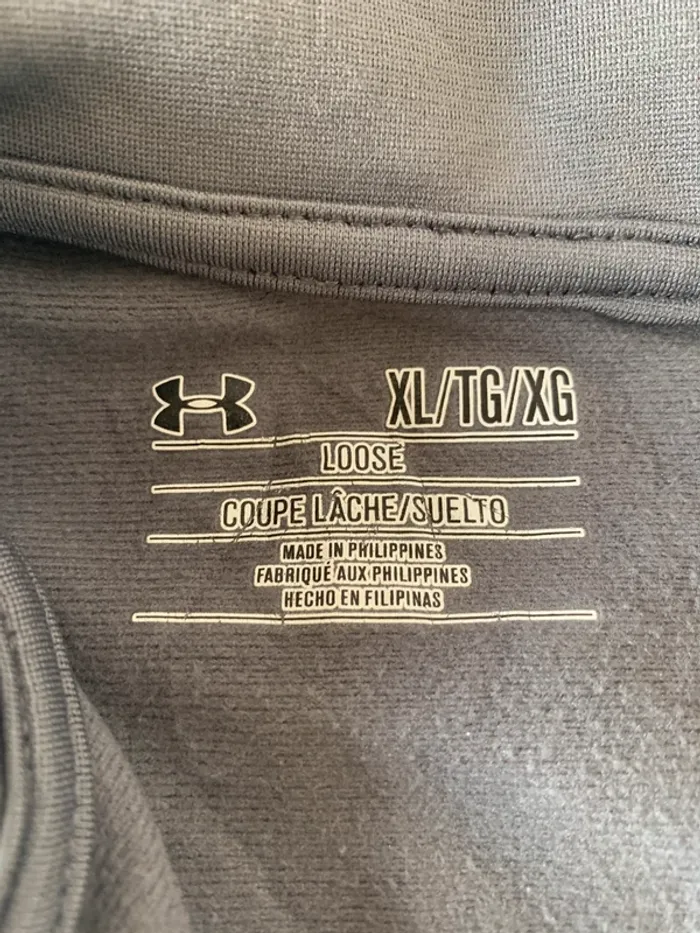 XL/TG/XG
LOOSE
COUPE LÂCHE/SUELTO
MADE IN PHILIPPINES
FABRIQUÉ AUX PHILIPPINES
HECHO EN FILIPINAS